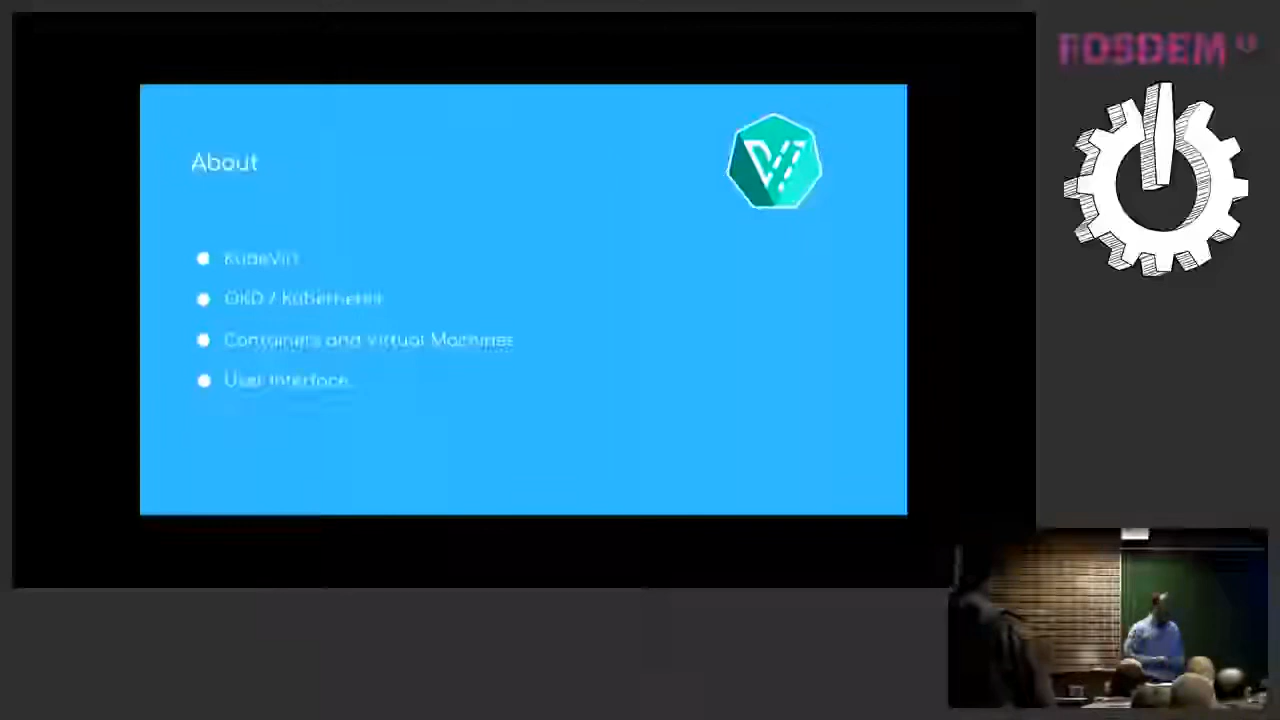 FOSDEM
About
KubeVirt
OKD / Kubernetes
Containers and Virtual Machines
User Interface